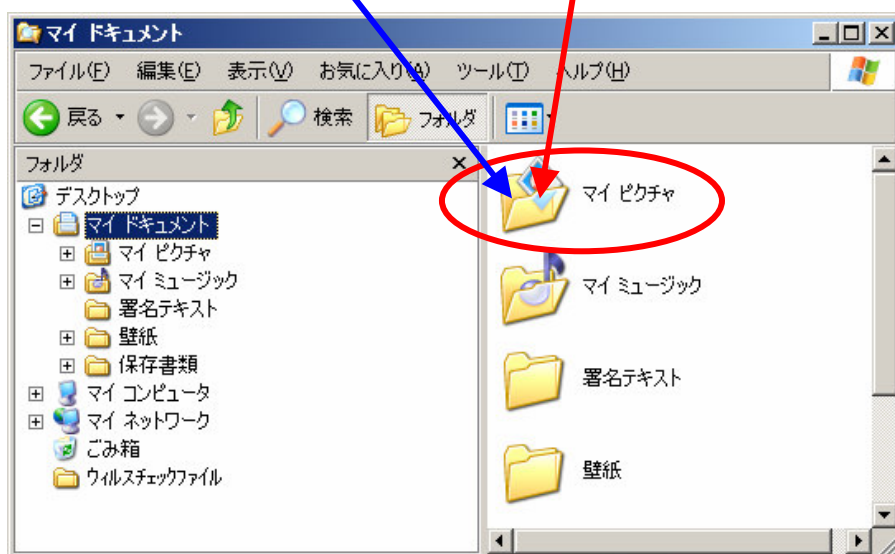 マイ ドキュメント
ファイル(F) 編集(E) 表示(V) お気に入り(A) ツール(T) ヘルプ(H)
戻る 検索 フォルダ
フォルダ
デスクトップ
マイ ドキュメント
マイ ピクチャ
マイ ミュージック
署名テキスト
壁紙
保存書類
マイ コンピュータ
マイ ネットワーク
ごみ箱
ウィルスチェックファイル
マイ ピクチャ
マイ ミュージック
署名テキスト
壁紙